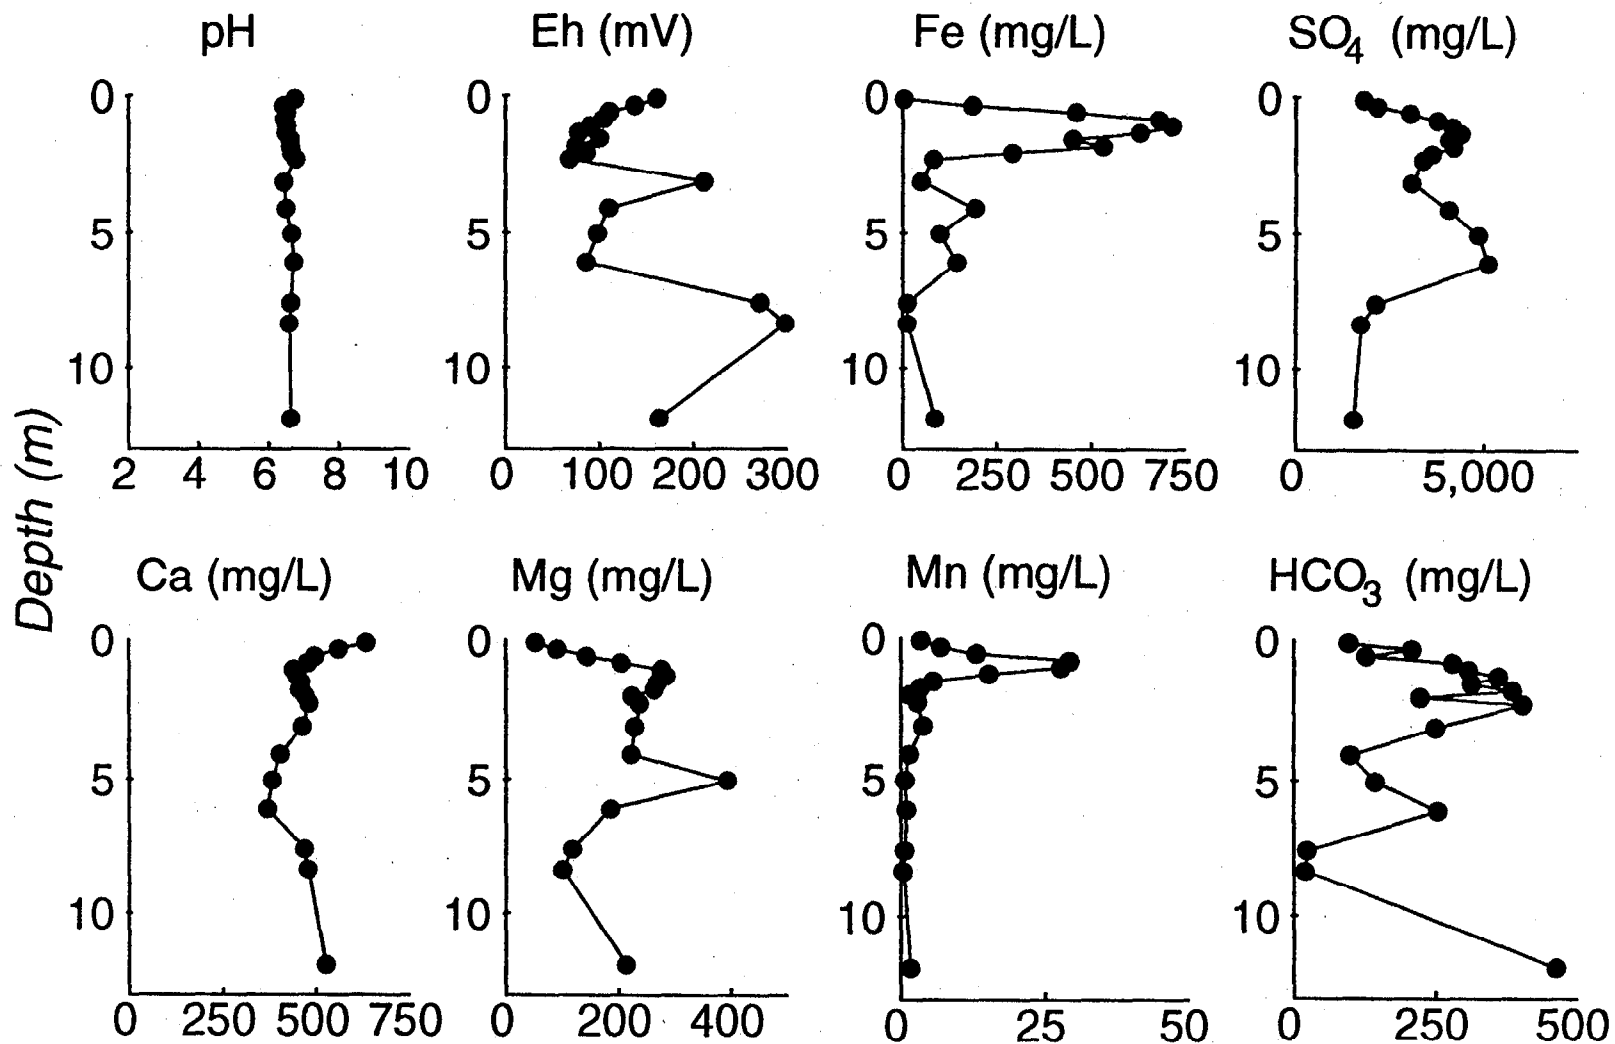 pH Eh (mV) Fe (mg/L) SO₄ (mg/L)
0 0 0 0
5 5 5 5
10 10 10 10
2 4 6 8 10 0 100 200 300 0 250 500 750 0 5,000
Depth (m)
Ca (mg/L) Mg (mg/L) Mn (mg/L) HCO₃ (mg/L)
0 0 0 0
5 5 5 5
10 10 10 10
0 250 500 750 0 200 400 0 25 50 0 250 500